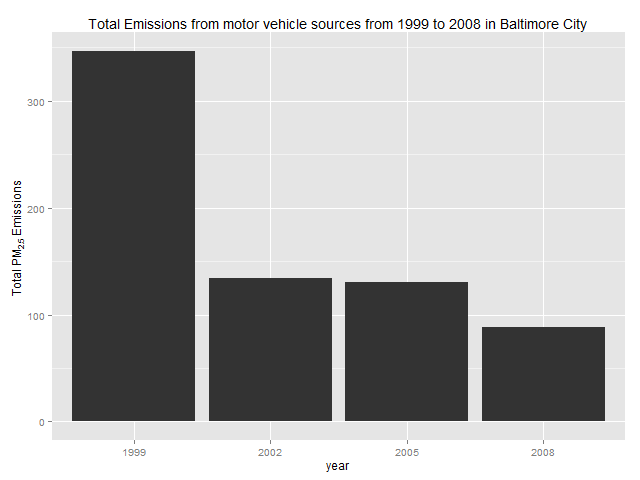 Total Emissions from motor vehicle sources from 1999 to 2008 in Baltimore City
Total PM2.5 Emissions
300
200
100
0
1999 2002 2005 2008
year